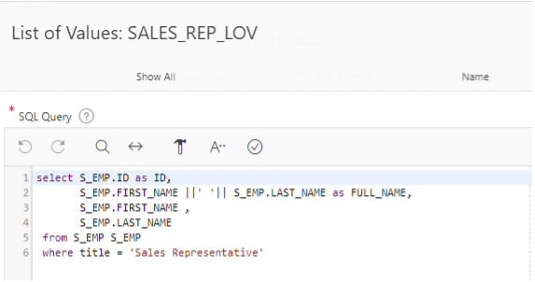 List of Values: SALES_REP_LOV
Show All Name
* SQL Query ?
A··
1 select S_EMP.ID as ID,
2 S_EMP.FIRST_NAME ||' '|| S_EMP.LAST_NAME as FULL_NAME,
3 S_EMP.FIRST_NAME ,
4 S_EMP.LAST_NAME
5 from S_EMP S_EMP
6 where title = 'Sales Representative'